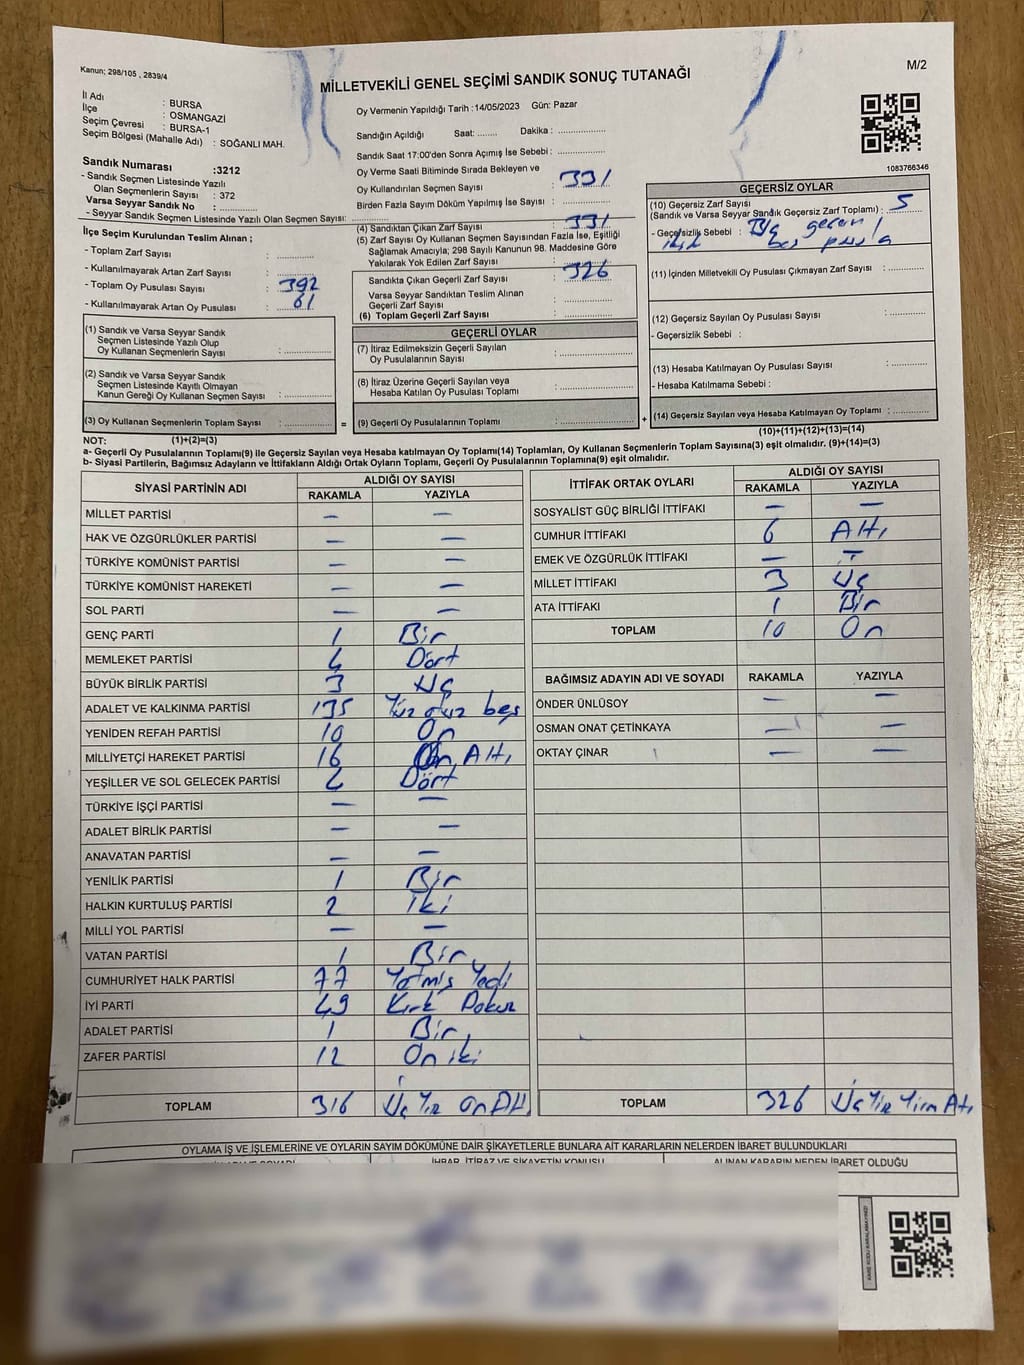 Kanun; 298/105 , 2839/4
M/2
MİLLETVEKİLİ GENEL SEÇİMİ SANDIK SONUÇ TUTANAĞI
İl Adı : BURSA
İlçe : OSMANGAZİ
Seçim Çevresi : BURSA-1
Seçim Bölgesi (Mahalle Adı) : SOĞANLI MAH.
Sandık Numarası :3212
- Sandık Seçmen Listesinde Yazılı
Olan Seçmenlerin Sayısı : 372
Varsa Seyyar Sandık No :
- Seyyar Sandık Seçmen Listesinde Yazılı Olan Seçmen Sayısı:
İlçe Seçim Kurulundan Teslim Alınan ;
- Toplam Zarf Sayısı :
- Kullanılmayarak Artan Zarf Sayısı :
- Toplam Oy Pusulası Sayısı : 392
- Kullanılmayarak Artan Oy Pusulası : 61
Oy Vermenin Yapıldığı Tarih :14/05/2023 Gün: Pazar
Sandığın Açıldığı Saat: Dakika :
Sandık Saat 17:00'den Sonra Açımış İse Sebebi :
Oy Verme Saati Bitiminde Sırada Bekleyen ve
Oy Kullandırılan Seçmen Sayısı : 331
Birden Fazla Sayım Döküm Yapılmış İse Sayısı :
(4) Sandıktan Çıkan Zarf Sayısı : 331
(5) Zarf Sayısı Oy Kullanan Seçmen Sayısından Fazla İse, Eşitliği
Sağlamak Amacıyla; 298 Sayılı Kanunun 98. Maddesine Göre
Yakılarak Yok Edilen Zarf Sayısı :
Sandıkta Çıkan Geçerli Zarf Sayısı : 326
Varsa Seyyar Sandıktan Teslim Alınan
Geçerli Zarf Sayısı :
(6) Toplam Geçerli Zarf Sayısı :
1083766346
GEÇERSİZ OYLAR
(10) Geçersiz Zarf Sayısı
(Sandık ve Varsa Seyyar Sandık Geçersiz Zarf Toplamı) : 5
- Geçersizlik Sebebi :
(11) İçinden Milletvekili Oy Pusulası Çıkmayan Zarf Sayısı :
(12) Geçersiz Sayılan Oy Pusulası Sayısı :
- Geçersizlik Sebebi :
(13) Hesaba Katılmayan Oy Pusulası Sayısı :
- Hesaba Katılmama Sebebi :
(14) Geçersiz Sayılan veya Hesaba Katılmayan Oy Toplamı :
(10)+(11)+(12)+(13)=(14)
(1) Sandık ve Varsa Seyyar Sandık
Seçmen Listesinde Yazılı Olup
Oy Kullanan Seçmenlerin Sayısı :
(2) Sandık ve Varsa Seyyar Sandık
Seçmen Listesinde Kayıtlı Olmayan
Kanun Gereği Oy Kullanan Seçmen Sayısı :
(3) Oy Kullanan Seçmenlerin Toplam Sayısı :
=
(1)+(2)=(3)
GEÇERLİ OYLAR
(7) İtiraz Edilmeksizin Geçerli Sayılan
Oy Pusulalarının Sayısı :
(8) İtiraz Üzerine Geçerli Sayılan veya
Hesaba Katılan Oy Pusulası Toplamı :
(9) Geçerli Oy Pusulalarının Toplamı :
+
NOT:
a- Geçerli Oy Pusulaları Toplamı(9) ile Geçersiz Sayılan veya Hesaba katılmayan Oy Toplamı(14) Toplamları, Oy Kullanan Seçmenlerin Toplam Sayısına(3) eşit olmalıdır. (9)+(14)=(3)
b- Siyasi Partilerin, Bağımsız Adayların ve İttifakların Aldığı Ortak Oyların Toplamı, Geçerli Oy Pusulalarının Toplamına(9) eşit olmalıdır.
SİYASİ PARTİNİN ADI ALDIĞI OY SAYISI
RAKAMLA YAZIYLA
MİLLET PARTİSİ — —
HAK VE ÖZGÜRLÜKLER PARTİSİ — —
TÜRKİYE KOMÜNİST PARTİSİ — —
TÜRKİYE KOMÜNİST HAREKETİ — —
SOL PARTİ — —
GENÇ PARTİ 1 Bir
MEMLEKET PARTİSİ 4 Dört
BÜYÜK BİRLİK PARTİSİ 3 Üç
ADALET VE KALKINMA PARTİSİ 135 Yüz otuz beş
YENİDEN REFAH PARTİSİ 10 On
MİLLİYETÇİ HAREKET PARTİSİ 16 On Altı
YEŞİLLER VE SOL GELECEK PARTİSİ 4 Dört
TÜRKİYE İŞÇİ PARTİSİ — —
ADALET BİRLİK PARTİSİ — —
ANAVATAN PARTİSİ — —
YENİLİK PARTİSİ 1 Bir
HALKIN KURTULUŞ PARTİSİ 2 iki
MİLLİ YOL PARTİSİ — —
VATAN PARTİSİ 1 Bir
CUMHURİYET HALK PARTİSİ 77 Yetmiş Yedi
İYİ PARTİ 49 Kırk Dokuz
ADALET PARTİSİ 1 Bir
ZAFER PARTİSİ 12 On iki
TOPLAM 316 Üç Yüz On Altı
İTTİFAK ORTAK OYLARI ALDIĞI OY SAYISI
RAKAMLA YAZIYLA
SOSYALİST GÜÇ BİRLİĞİ İTTİFAKI — —
CUMHUR İTTİFAKI 6 Altı
EMEK VE ÖZGÜRLÜK İTTİFAKI — —
MİLLET İTTİFAKI 3 Üç
ATA İTTİFAKI 1 Bir
TOPLAM 10 On
BAĞIMSIZ ADAYIN ADI VE SOYADI RAKAMLA YAZIYLA
ÖNDER ÜNLÜSOY — —
OSMAN ONAT ÇETİNKAYA — —
OKTAY ÇINAR — —
TOPLAM 326 Üç Yüz Yirmi Altı
OYLAMA İŞ VE İŞLEMLERİNE VE OYLARIN SAYIM DÖKÜMÜNE DAİR ŞİKAYETLERLE BUNLARA AİT KARARLARIN NELERDEN İBARET BULUNDUKLARI
İHBAR, İTİRAZ VE ŞİKAYETİN KONUSU ALINAN KARARIN NEDEN İBARET OLDUĞU